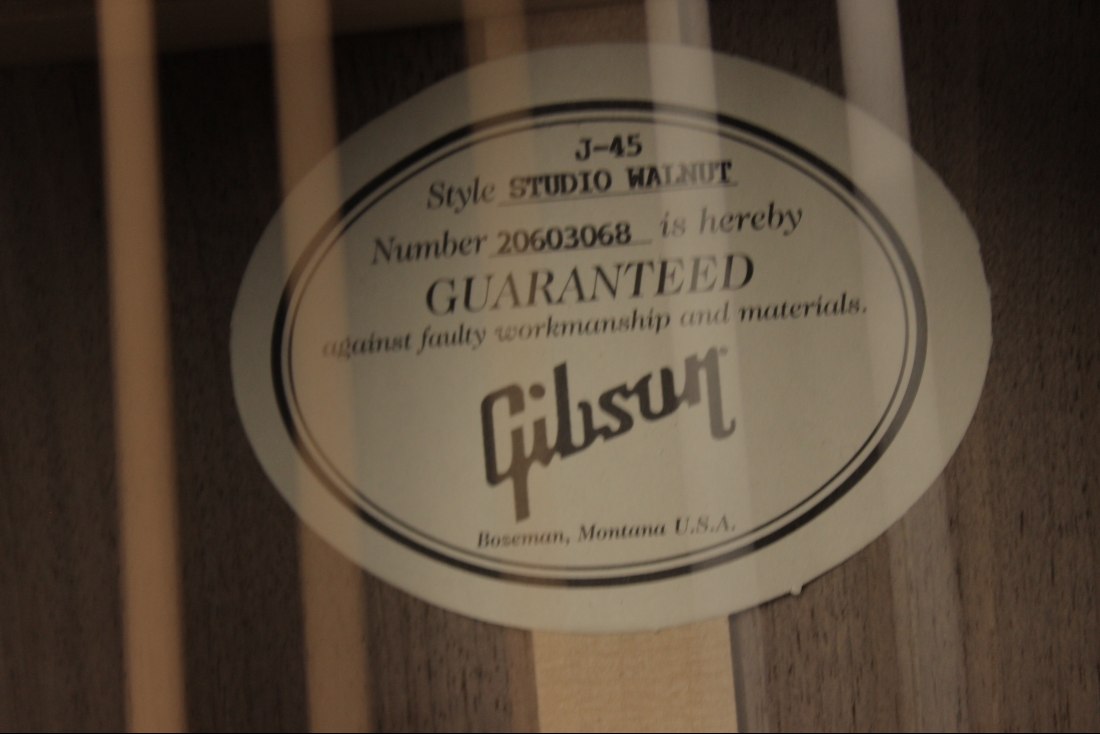 J-45
Style STUDIO WALNUT
Number 20603068 is hereby
GUARANTEED
against faulty workmanship and materials.
Gibson
Bozeman, Montana U.S.A.